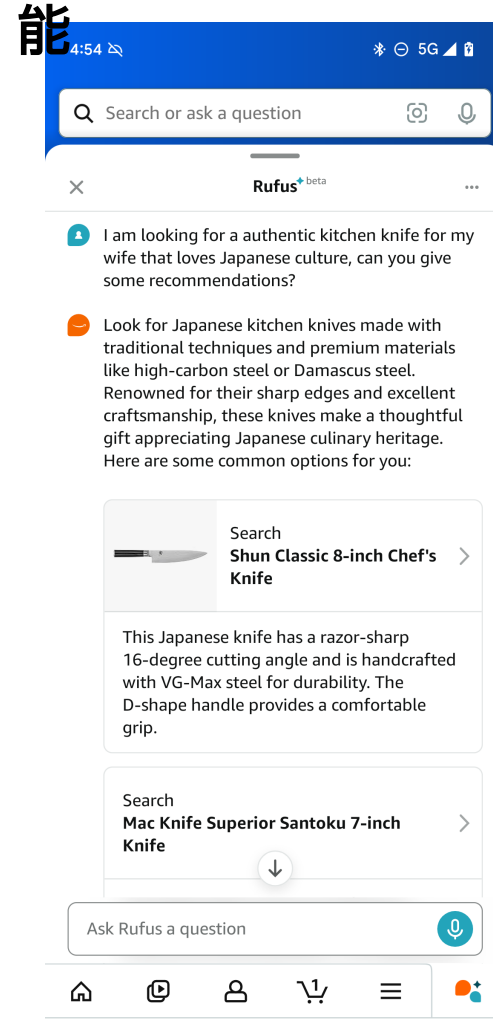 能
4:54
5G
Search or ask a question
Rufus beta
I am looking for a authentic kitchen knife for my
wife that loves Japanese culture, can you give
some recommendations?
Look for Japanese kitchen knives made with
traditional techniques and premium materials
like high-carbon steel or Damascus steel.
Renowned for their sharp edges and excellent
craftsmanship, these knives make a thoughtful
gift appreciating Japanese culinary heritage.
Here are some common options for you:
Search
Shun Classic 8-inch Chef's
Knife
This Japanese knife has a razor-sharp
16-degree cutting angle and is handcrafted
with VG-Max steel for durability. The
D-shape handle provides a comfortable
grip.
Search
Mac Knife Superior Santoku 7-inch
Knife
Ask Rufus a question
1